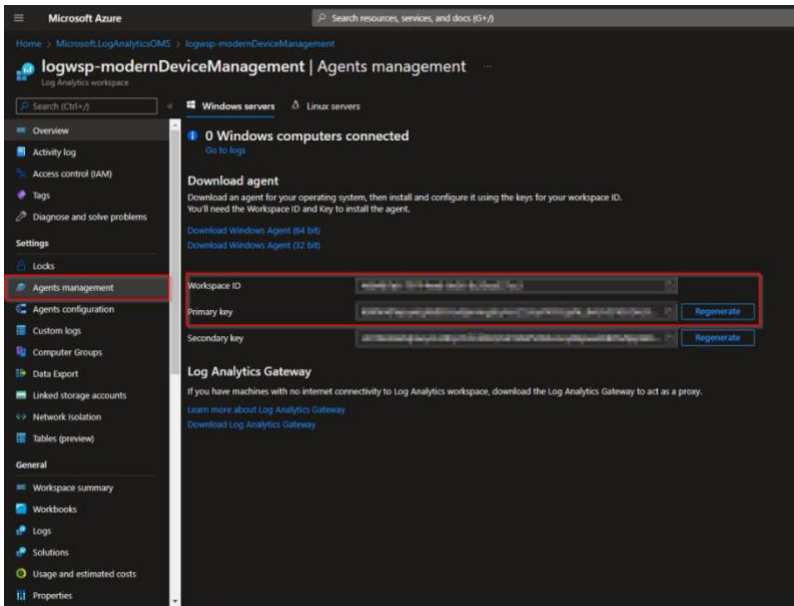 Microsoft Azure
Search resources, services, and docs (G+/)
Home > Microsoft.LogAnalyticsOMS > logwsp-modernDeviceManagement
logwsp-modernDeviceManagement | Agents management ...
Log Analytics workspace
Search (Ctrl+/)
«
Overview
Activity log
Access control (IAM)
Tags
Diagnose and solve problems
Settings
Locks
Agents management
Agents configuration
Custom logs
Computer Groups
Data Export
Linked storage accounts
Network Isolation
Tables (preview)
General
Workspace summary
Workbooks
Logs
Solutions
Usage and estimated costs
Properties
Windows servers
Linux servers
0 Windows computers connected
Go to logs
Download agent
Download an agent for your operating system, then install and configure it using the keys for your workspace ID.
You'll need the Workspace ID and Key to install the agent.
Download Windows Agent (64 bit)
Download Windows Agent (32 bit)
Workspace ID
Primary key
Regenerate
Secondary key
Regenerate
Log Analytics Gateway
If you have machines with no internet connectivity to Log Analytics workspace, download the Log Analytics Gateway to act as a proxy.
Learn more about Log Analytics Gateway
Download Log Analytics Gateway